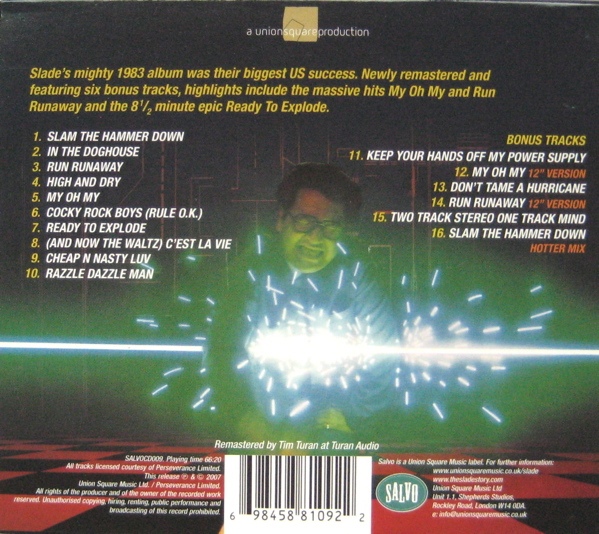 a unionsquareproduction
Slade's mighty 1983 album was their biggest US success. Newly remastered and
featuring six bonus tracks, highlights include the massive hits My Oh My and Run
Runaway and the 8½ minute epic Ready To Explode.
1. SLAM THE HAMMER DOWN
2. IN THE DOGHOUSE
3. RUN RUNAWAY
4. HIGH AND DRY
5. MY OH MY
6. COCKY ROCK BOYS (RULE O.K.)
7. READY TO EXPLODE
8. (AND NOW THE WALTZ) C'EST LA VIE
9. CHEAP N NASTY LUV
10. RAZZLE DAZZLE MAN
BONUS TRACKS
11. KEEP YOUR HANDS OFF MY POWER SUPPLY
12. MY OH MY 12" VERSION
13. DON'T TAME A HURRICANE
14. RUN RUNAWAY 12" VERSION
15. TWO TRACK STEREO ONE TRACK MIND
16. SLAM THE HAMMER DOWN
HOTTER MIX
Remastered by Tim Turan at Turan Audio
SALVOCD009. Playing time 66:20
All tracks licensed courtesy of Perseverance Limited.
This release ℗ & © 2007
Union Square Music Ltd. / Perseverance Limited.
All rights of the producer and of the owner of the recorded work
reserved. Unauthorised copying, hiring, renting, public performance and
broadcasting of this record prohibited.
6 98458 81092 2
SALVO
Salvo is a Union Square Music label. For further information:
www.unionsquaremusic.co.uk/slade
www.thesladestory.com
Union Square Music Ltd
Unit 1.1, Shepherds Studios,
Rockley Road, London W14 0DA.
e: info@unionsquaremusic.co.uk